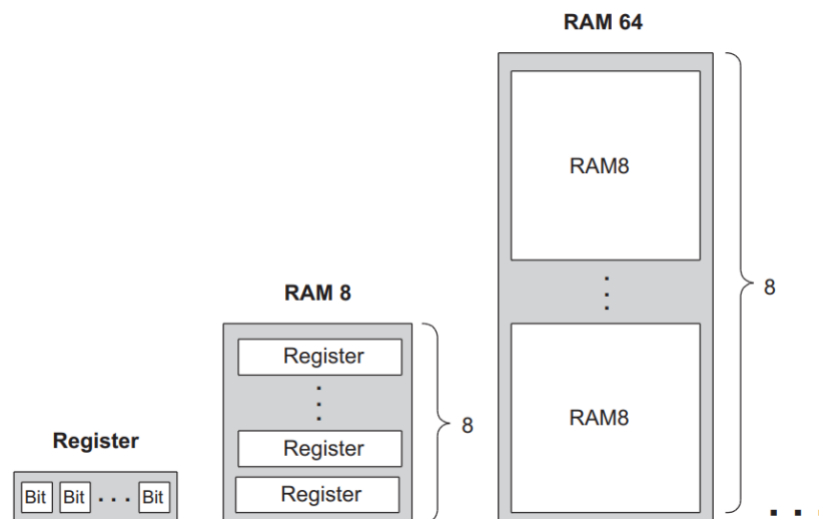 RAM 64
RAM8
8
RAM8
RAM 8
Register
Register
8
Register
Register
Bit Bit ... Bit